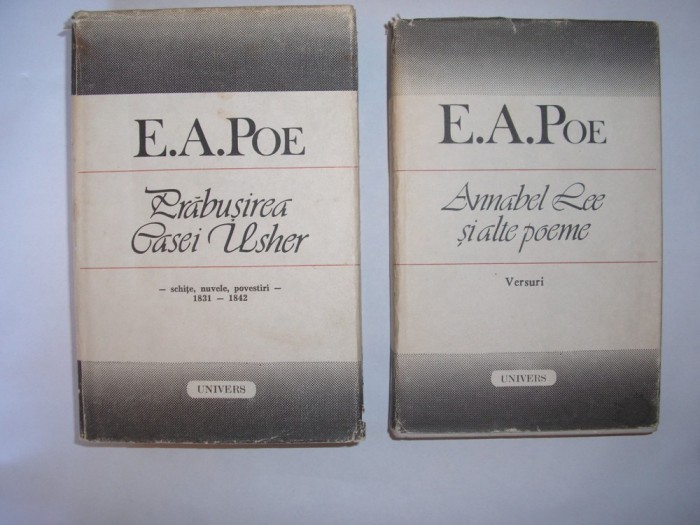 E.A.POE
Prăbușirea
Casei Usher
— schițe, nuvele, povestiri —
1831 — 1842
UNIVERS
E.A.POE
Annabel Lee
și alte poeme
Versuri
UNIVERS